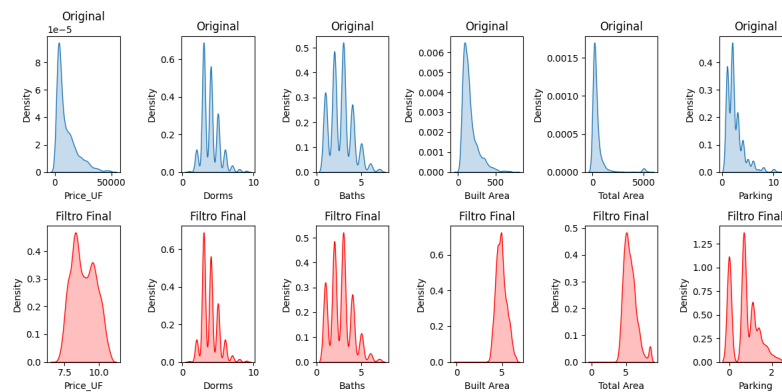 Original
Original
Original
Original
Original
Original
1e-5
Density
8
6
4
2
0
0
50000
Price_UF
Density
0.6
0.4
0.2
0.0
0
10
Dorms
Density
0.5
0.4
0.3
0.2
0.1
0.0
0
5
Baths
Density
0.006
0.005
0.004
0.003
0.002
0.001
0.000
0
500
Built Area
Density
0.0015
0.0010
0.0005
0.0000
0
5000
Total Area
Density
0.4
0.3
0.2
0.1
0.0
0
10
Parking
Filtro Final
Filtro Final
Filtro Final
Filtro Final
Filtro Final
Filtro Final
Density
0.4
0.3
0.2
0.1
0.0
7.5
10.0
Price_UF
Density
0.6
0.4
0.2
0.0
0
10
Dorms
Density
0.5
0.4
0.3
0.2
0.1
0.0
0
5
Baths
Density
0.6
0.4
0.2
0.0
0
5
Built Area
Density
0.5
0.4
0.3
0.2
0.1
0.0
5
Total Area
Density
1.25
1.00
0.75
0.50
0.25
0.00
0
2
Parking